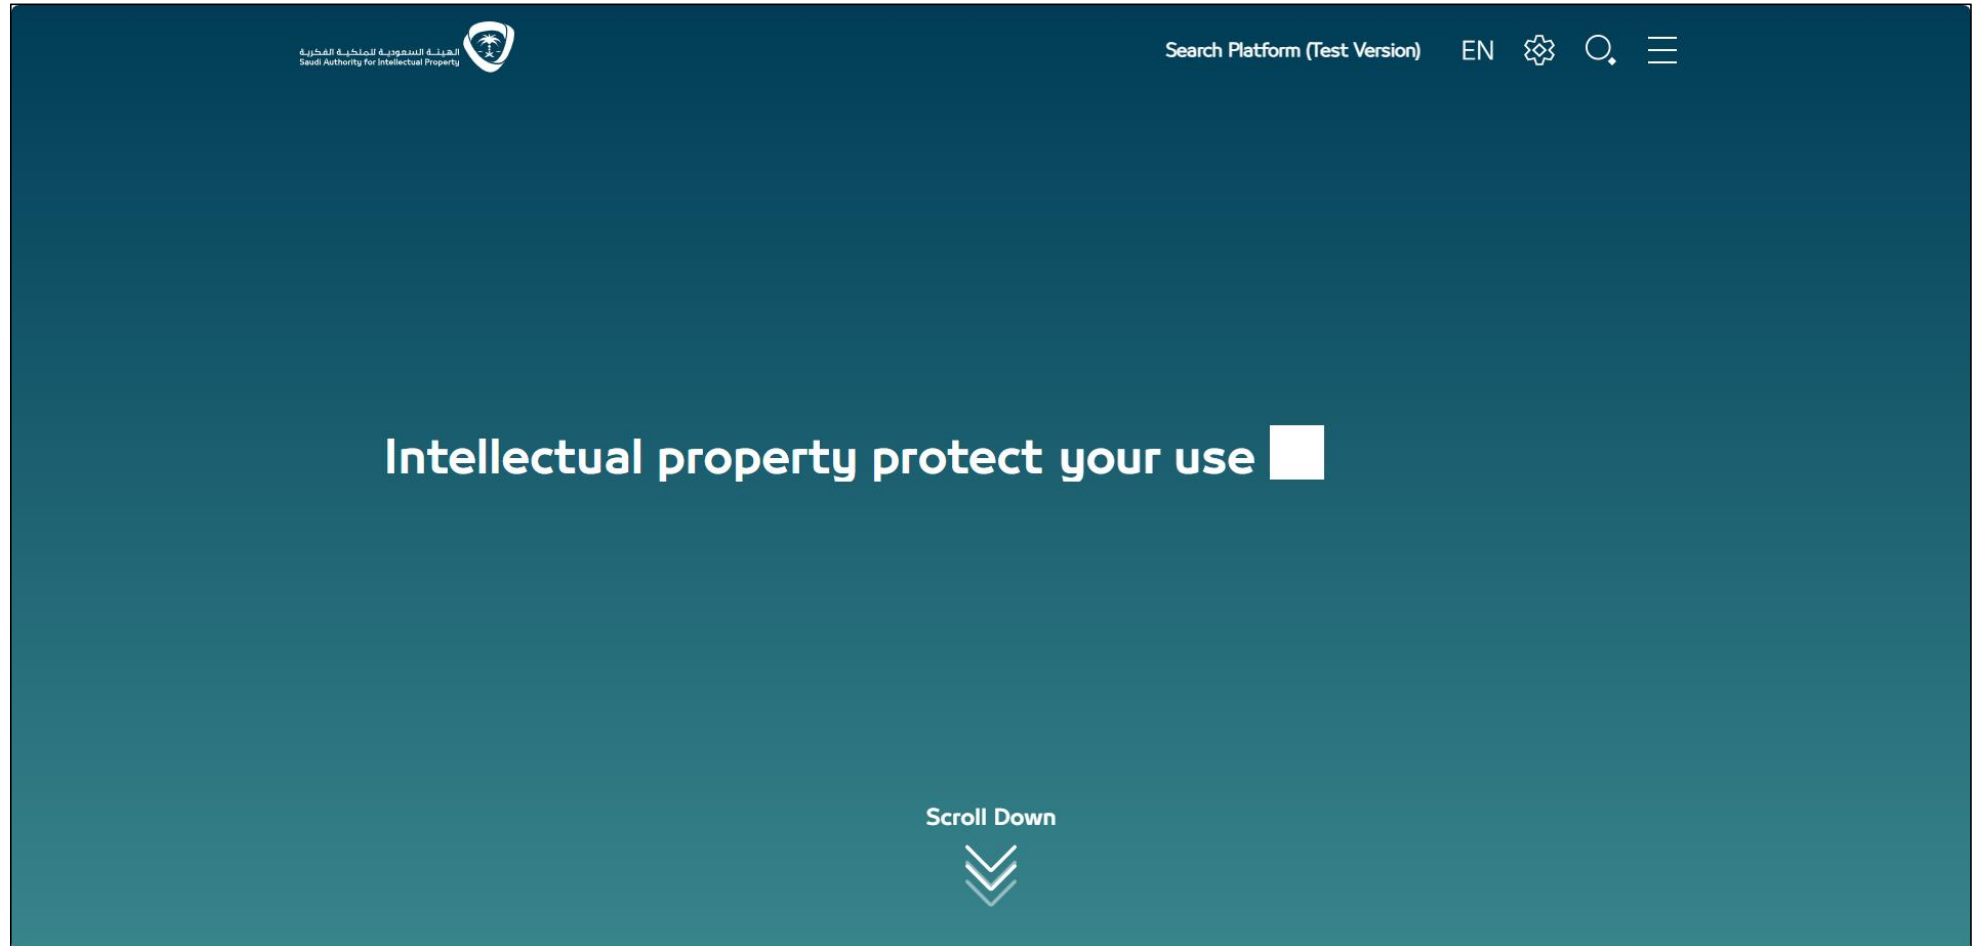 الهيئة السعودية للملكية الفكرية
Saudi Authority for Intellectual Property
Search Platform (Test Version)
EN
Intellectual property protect your use
Scroll Down